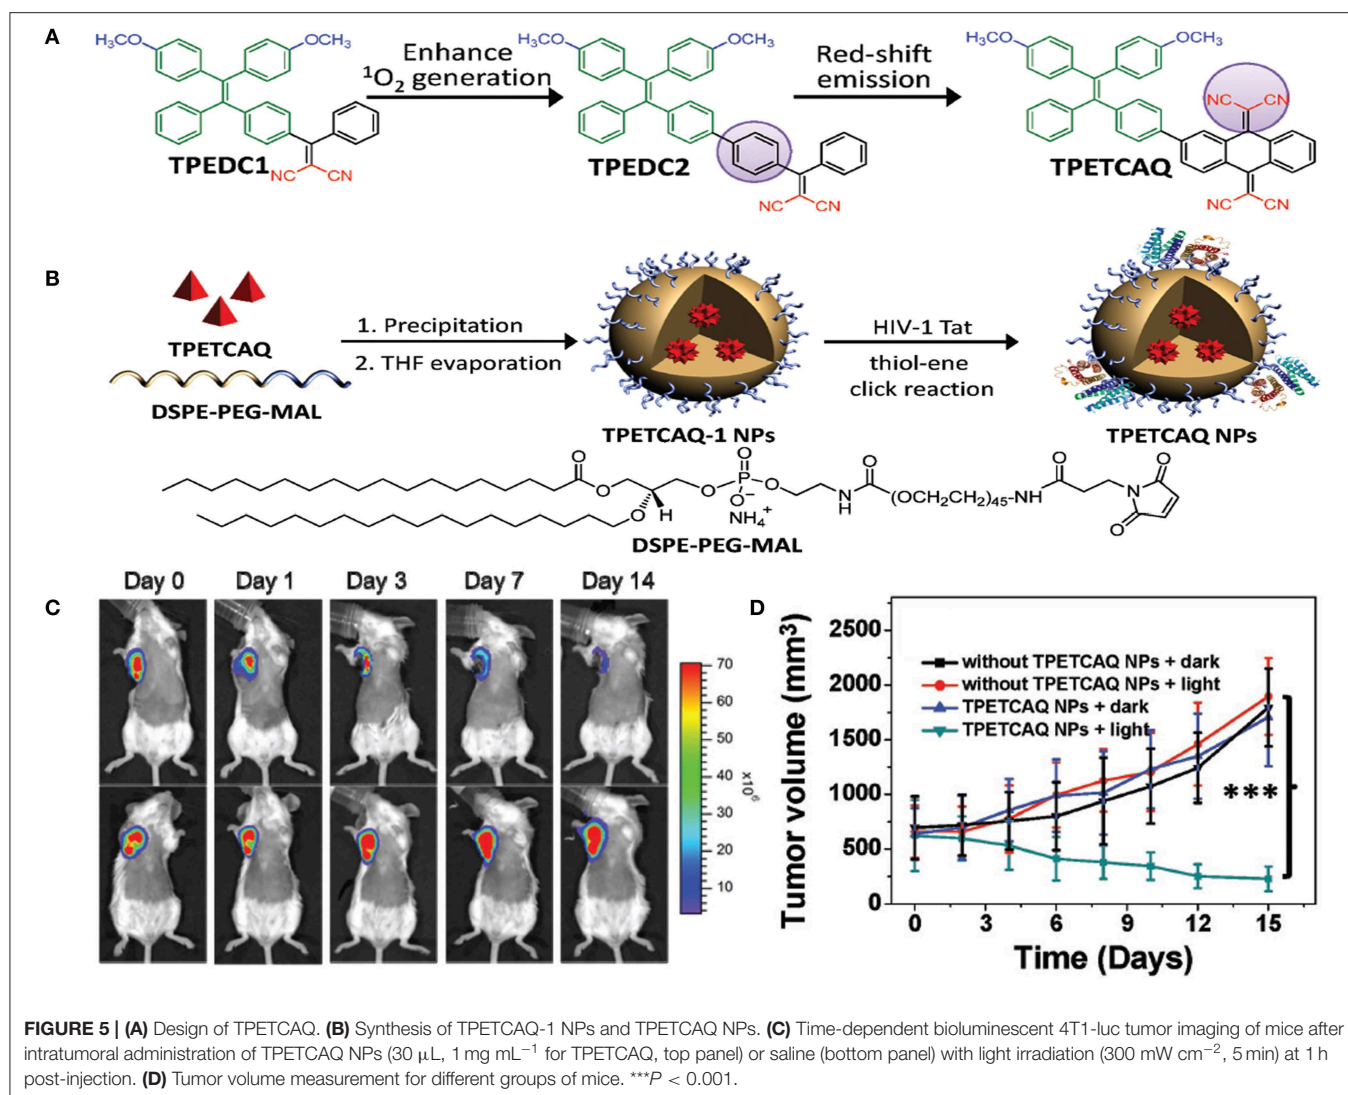 A
H₃CO
OCH₃
Enhance
¹O₂ generation
H₃CO
OCH₃
Red-shift
emission
H₃CO
OCH₃
NC
CN
TPEDC1
NC
CN
TPEDC2
NC
CN
TPETCAQ
NC
CN
B
TPETCAQ
DSPE-PEG-MAL
1. Precipitation
2. THF evaporation
TPETCAQ-1 NPs
HIV-1 Tat
thiol-ene
click reaction
TPETCAQ NPs
O
O
O
H
O
O
P
O⁻
O
NH₄⁺
N
H
O
(OCH₂CH₂)₄₅-NH
O
N
O
O
DSPE-PEG-MAL
C
Day 0
Day 1
Day 3
Day 7
Day 14
70
60
50
40
30
20
10
x10⁶
D
Tumor volume (mm³)
2500
2000
1500
1000
500
0
without TPETCAQ NPs + dark
without TPETCAQ NPs + light
TPETCAQ NPs + dark
TPETCAQ NPs + light
***
0 3 6 9 12 15
Time (Days)
FIGURE 5 | (A) Design of TPETCAQ. (B) Synthesis of TPETCAQ-1 NPs and TPETCAQ NPs. (C) Time-dependent bioluminescent 4T1-luc tumor imaging of mice after
intratumoral administration of TPETCAQ NPs (30 μL, 1 mg mL⁻¹ for TPETCAQ, top panel) or saline (bottom panel) with light irradiation (300 mW cm⁻², 5 min) at 1 h
post-injection. (D) Tumor volume measurement for different groups of mice. ***P < 0.001.